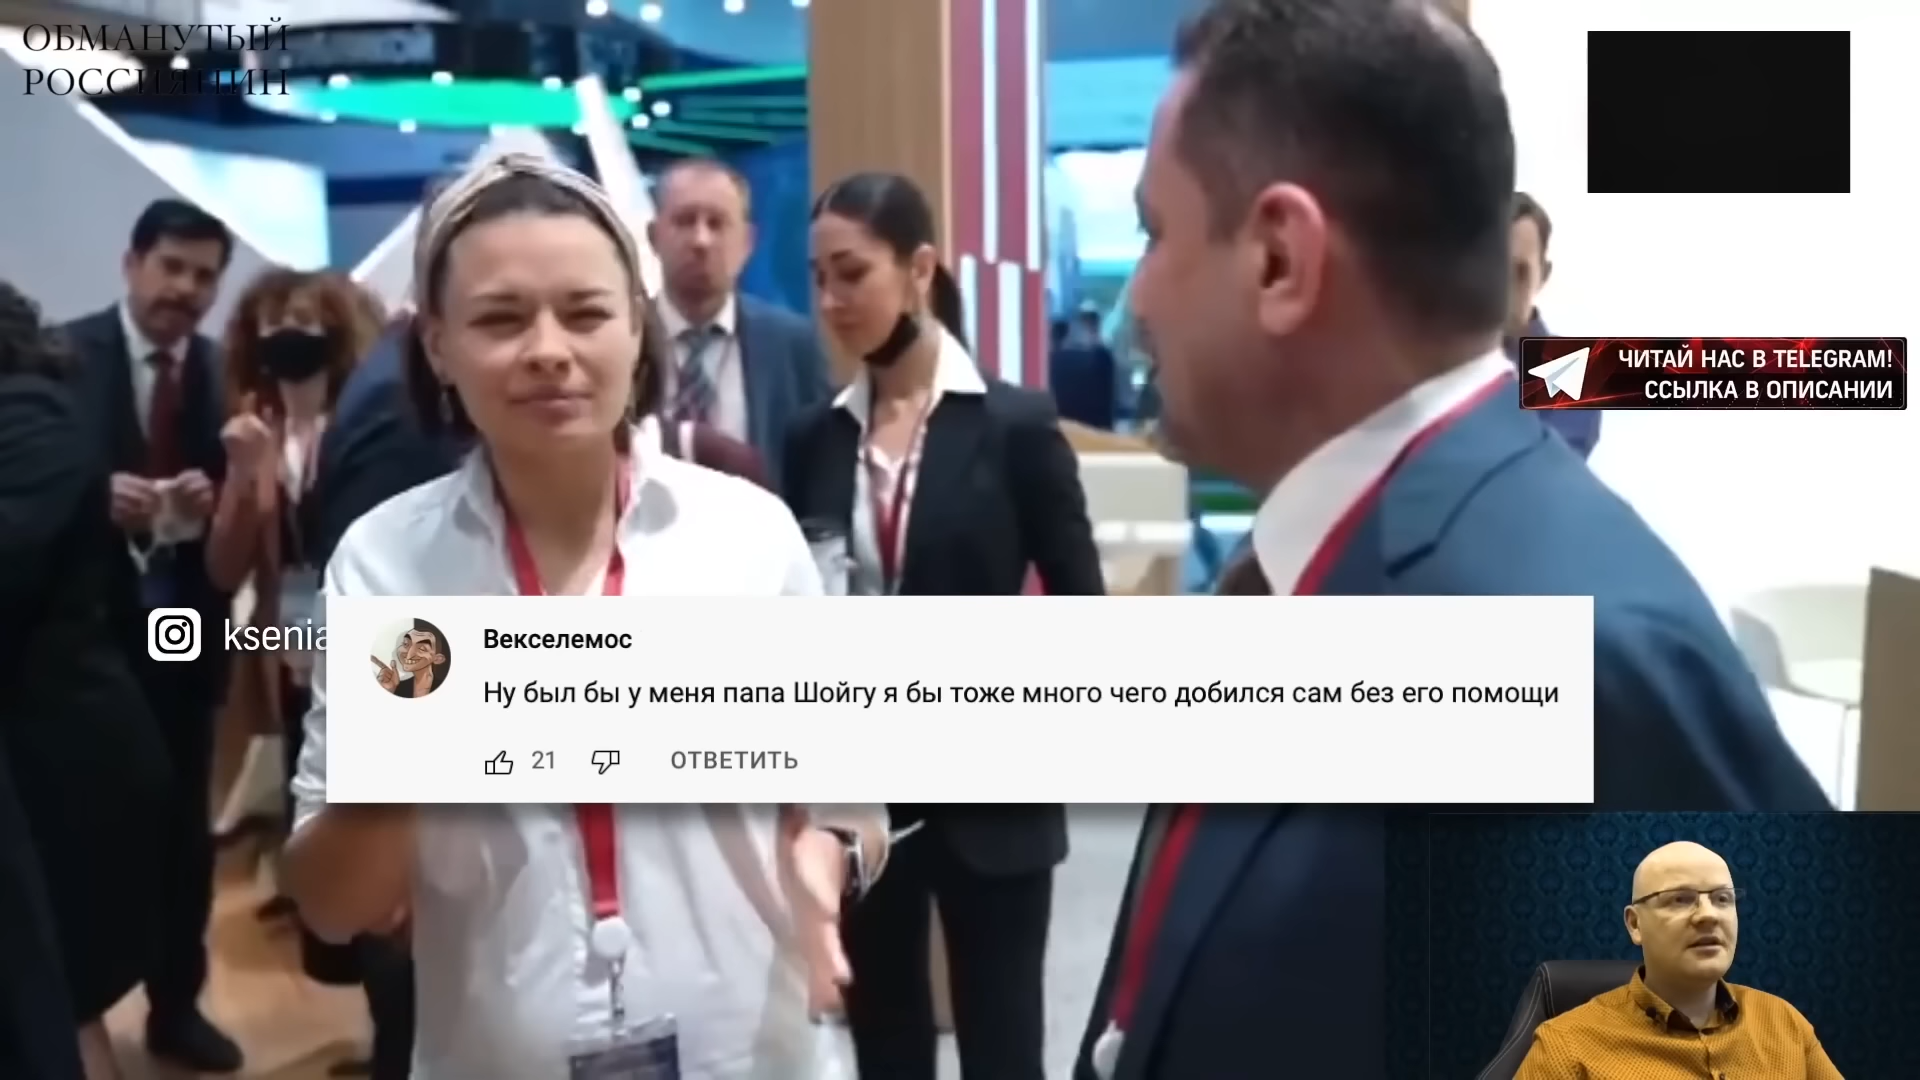 ОБМАНУТЫЙ
РОССИЯНИН
ЧИТАЙ НАС В TELEGRAM!
ССЫЛКА В ОПИСАНИИ
ksenia
Векселемос
Ну был бы у меня папа Шойгу я бы тоже много чего добился сам без его помощи
21
ОТВЕТИТЬ